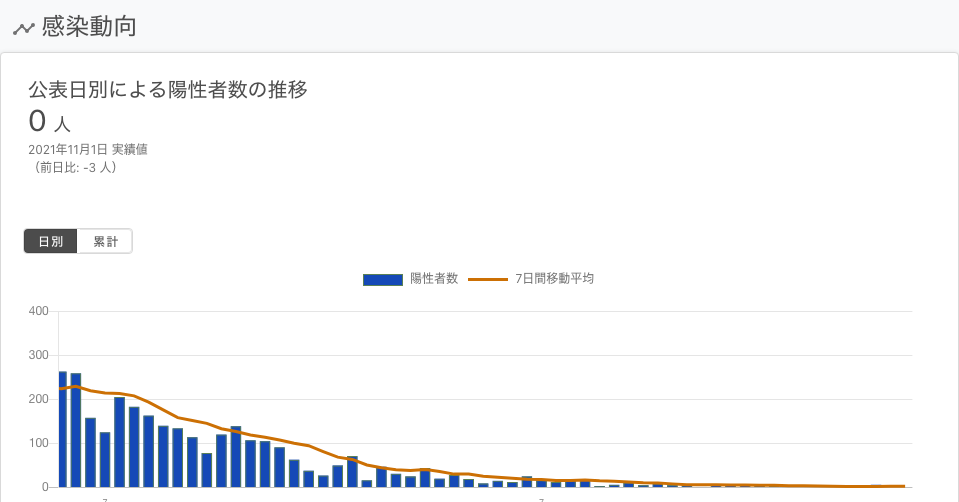 感染動向
公表日別による陽性者数の推移
0 人
2021年11月1日 実績値
（前日比: -3 人）
日別 累計
陽性者数 7日間移動平均
400
300
200
100
0